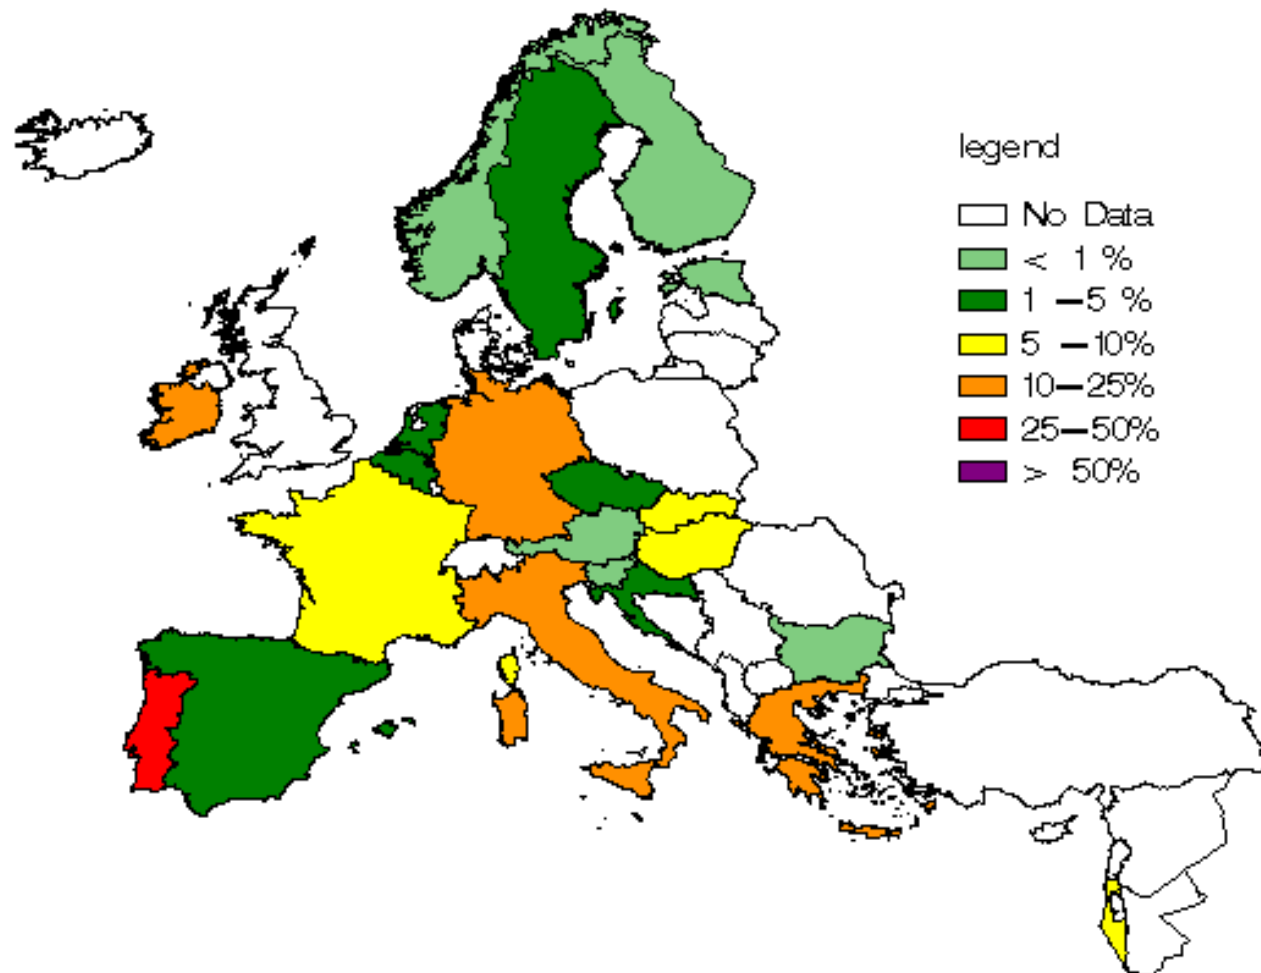 legend
No Data
< 1 %
1 –5 %
5 –10%
10–25%
25–50%
> 50%